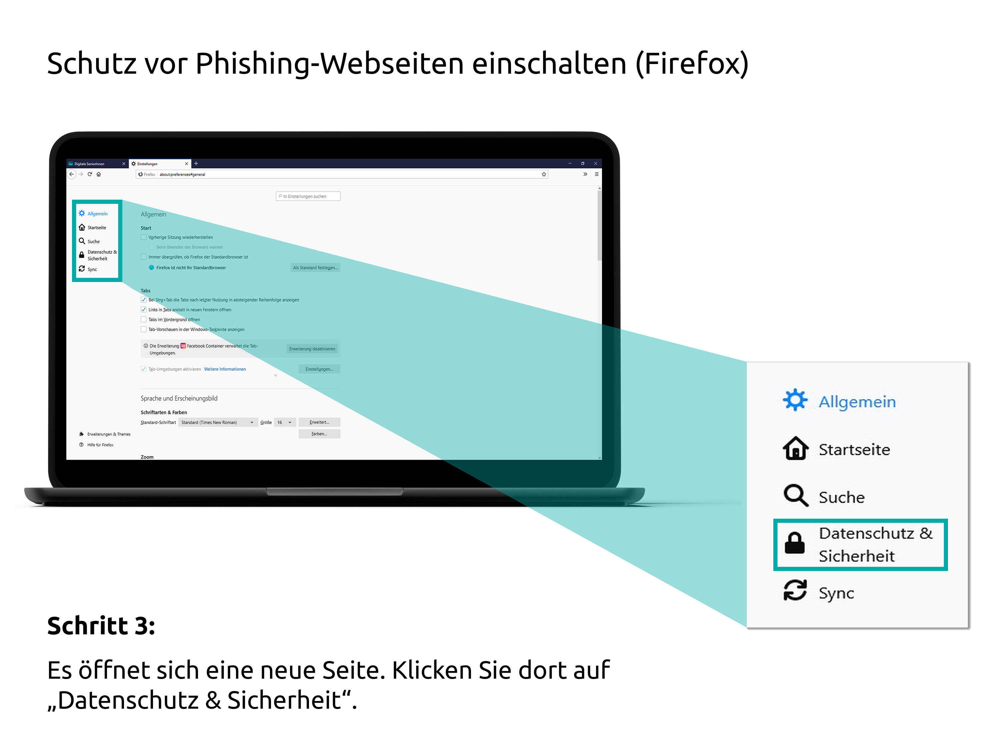 Schutz vor Phishing-Webseiten einschalten (Firefox)
Digitale SeniorInnen
Einstellungen
Firefox about:preferences#general
In Einstellungen suchen
Allgemein
Startseite
Suche
Datenschutz &
Sicherheit
Sync
Erweiterungen & Themes
Hilfe für Firefox
Allgemein
Start
Vorherige Sitzung wiederherstellen
Beim Beenden des Browsers warnen
Immer überprüfen, ob Firefox der Standardbrowser ist
Firefox ist nicht Ihr Standardbrowser
Als Standard festlegen...
Tabs
Bei Strg+Tab die Tabs nach letzter Nutzung in absteigender Reihenfolge anzeigen
Links in Tabs anstatt in neuen Fenstern öffnen
Tabs im Vordergrund öffnen
Tab-Vorschauen in der Windows-Taskleiste anzeigen
Die Erweiterung Facebook Container verwaltet die Tab-
Umgebungen.
Erweiterung deaktivieren
Tab-Umgebungen aktivieren Weitere Informationen
Einstellungen...
Sprache und Erscheinungsbild
Schriftarten & Farben
Standard-Schriftart Standard (Times New Roman) Größe 16 Erweitert...
Farben...
Zoom
Allgemein
Startseite
Suche
Datenschutz &
Sicherheit
Sync
Schritt 3:
Es öffnet sich eine neue Seite. Klicken Sie dort auf
„Datenschutz & Sicherheit“.